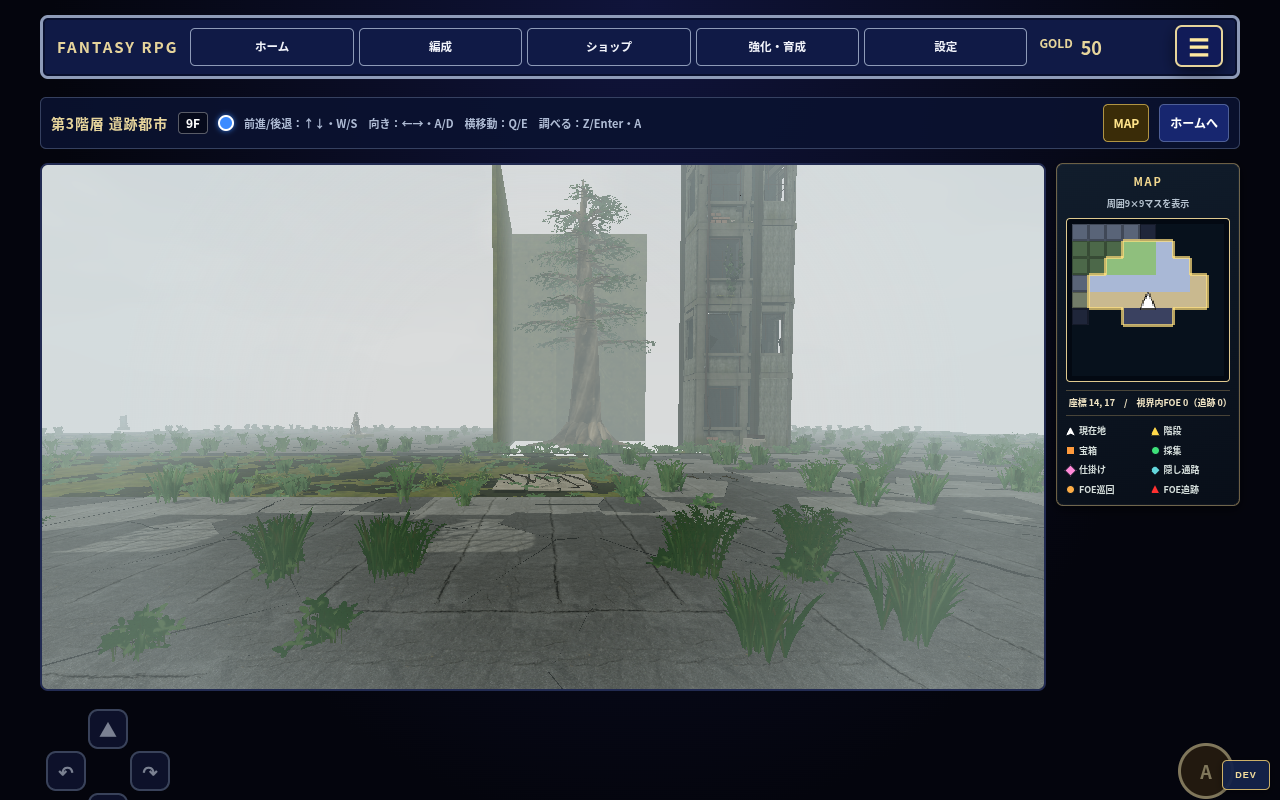 FANTASY RPG
ホーム
編成
ショップ
強化・育成
設定
GOLD 50
第3階層 遺跡都市
9F
前進/後退：↑↓・W/S 向き：←→・A/D 横移動：Q/E 調べる：Z/Enter・A
MAP
ホームへ
MAP
周囲9×9マスを表示
座標 14, 17 / 視界内FOE 0（追跡 0）
現在地
階段
宝箱
採集
仕掛け
隠し通路
FOE巡回
FOE追跡
A
DEV